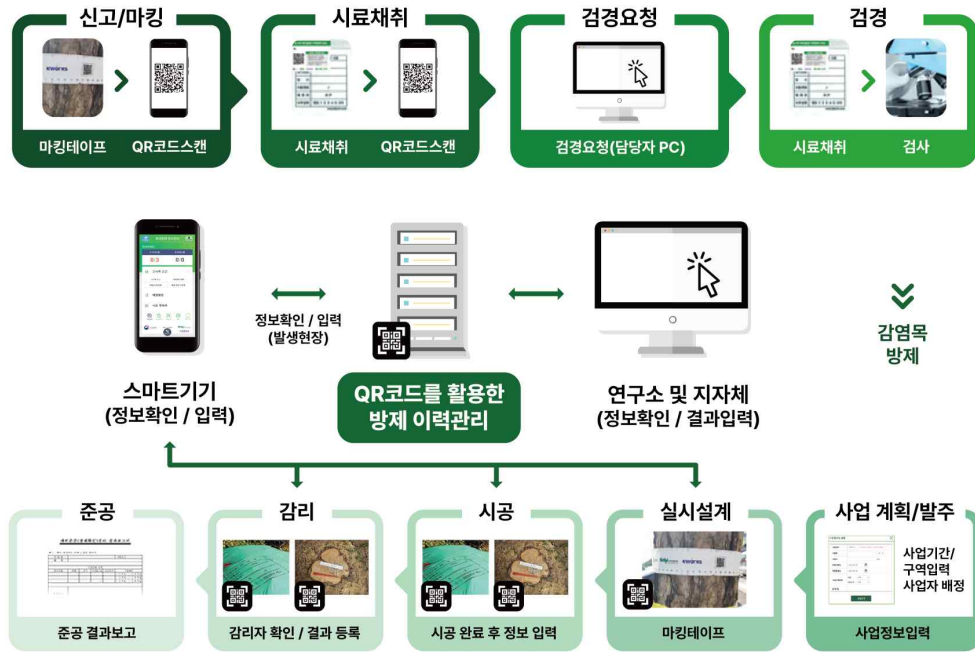 신고/마킹
마킹테이프
QR코드스캔
시료채취
시료채취
QR코드스캔
검경요청
검경요청(담당자 PC)
검경
시료채취
검사
스마트기기
(정보확인 / 입력)
정보확인 / 입력
(발생현장)
QR코드를 활용한
방제 이력관리
연구소 및 지자체
(정보확인 / 결과입력)
감염목
방제
준공
준공 결과보고
감리
감리자 확인 / 결과 등록
시공
시공 완료 후 정보 입력
실시설계
마킹테이프
사업 계획/발주
사업기간/
구역입력
사업자 배정
사업정보입력